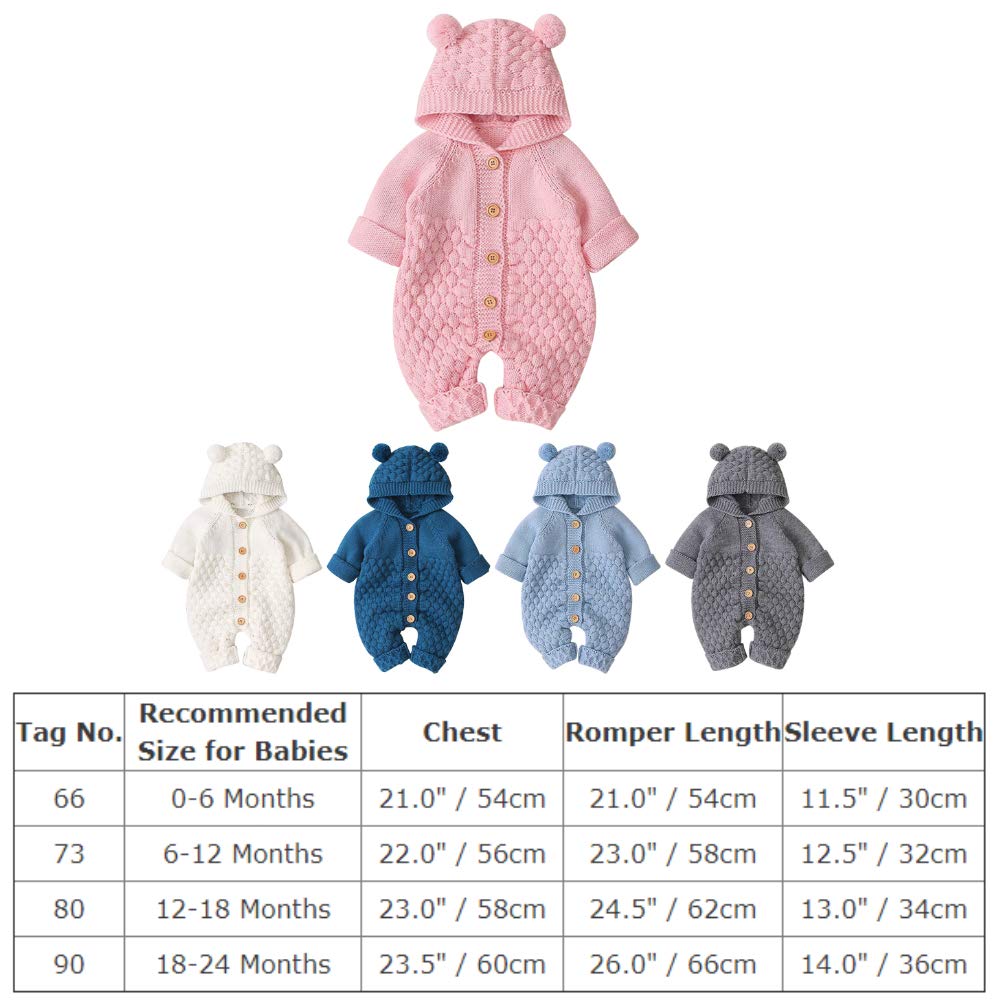 Tag No. Recommended Size for Babies Chest Romper Length Sleeve Length
66 0-6 Months 21.0" / 54cm 21.0" / 54cm 11.5" / 30cm
73 6-12 Months 22.0" / 56cm 23.0" / 58cm 12.5" / 32cm
80 12-18 Months 23.0" / 58cm 24.5" / 62cm 13.0" / 34cm
90 18-24 Months 23.5" / 60cm 26.0" / 66cm 14.0" / 36cm